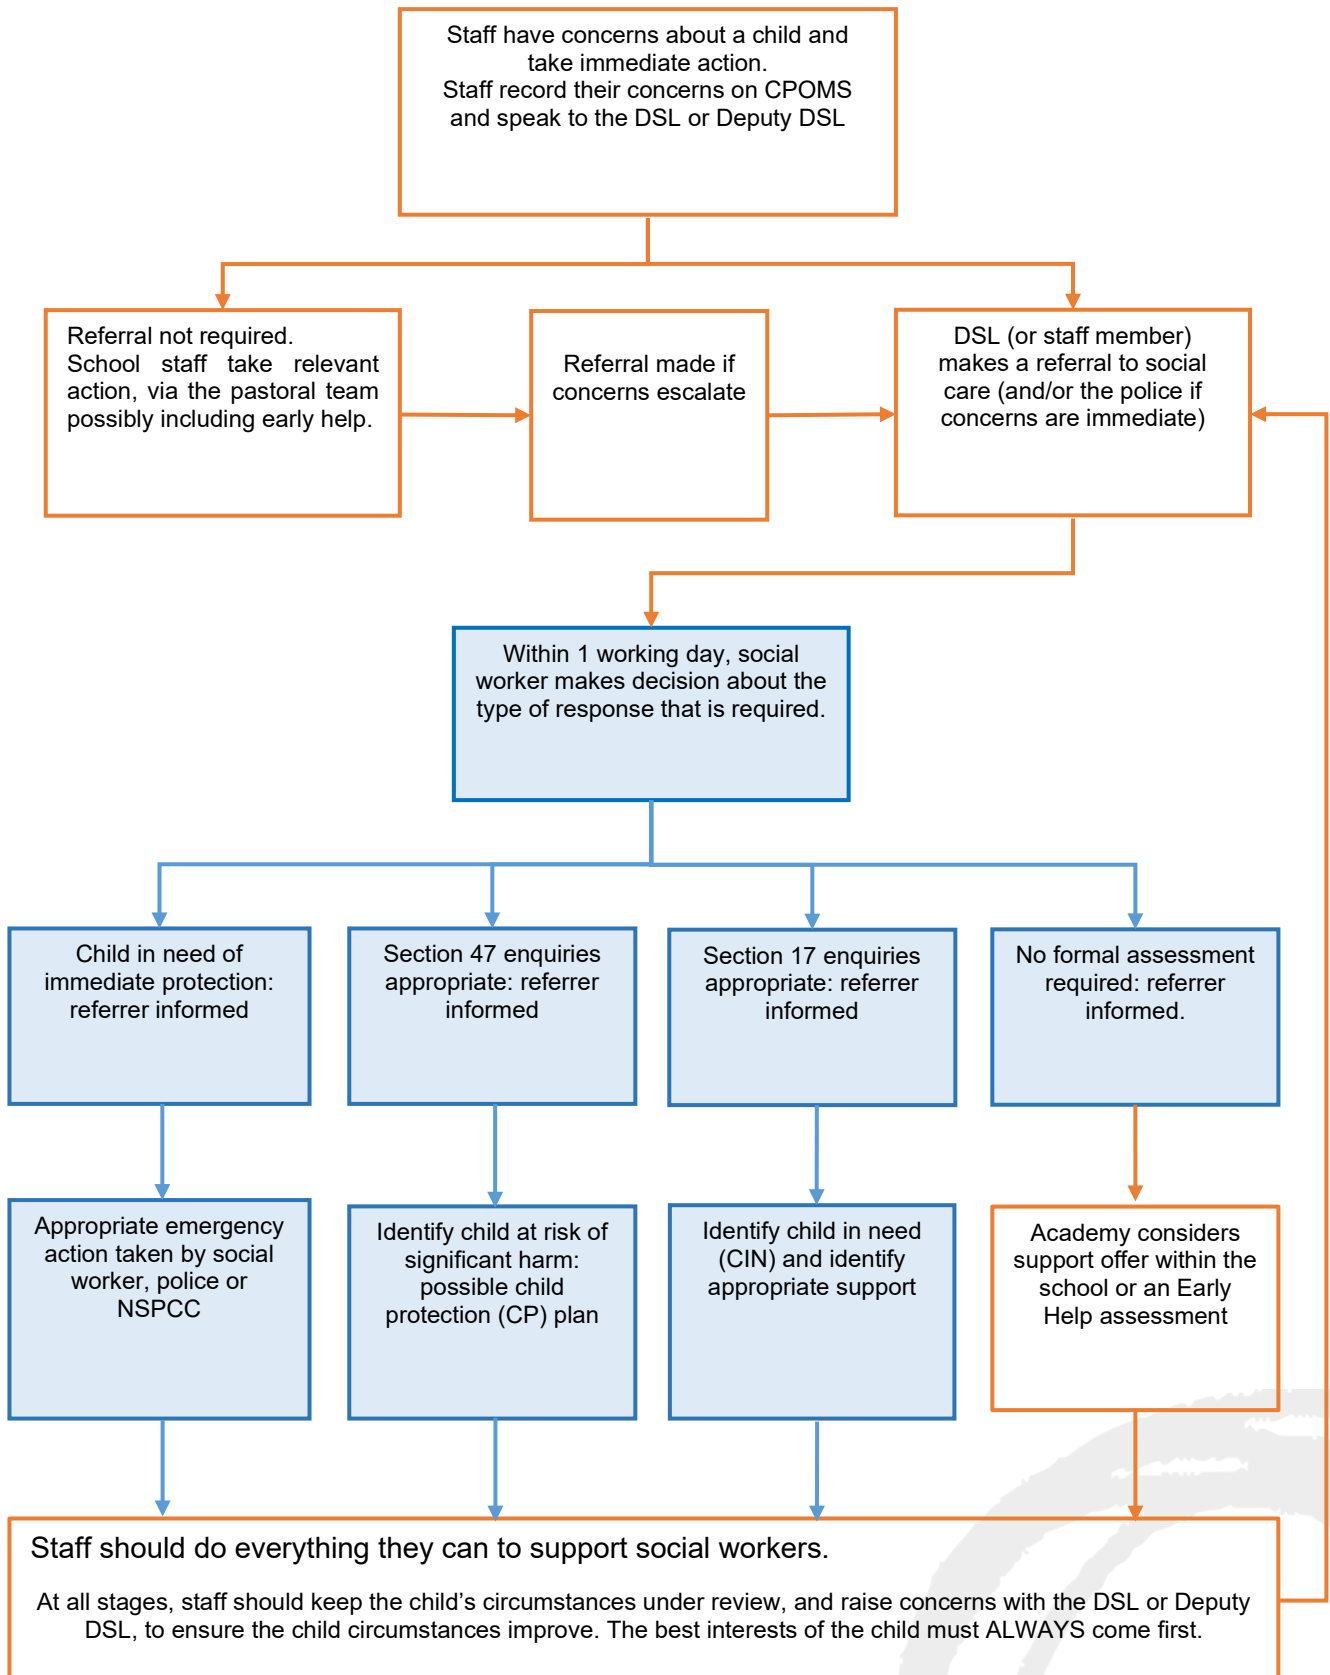 Staff have concerns about a child and
take immediate action.
Staff record their concerns on CPOMS
and speak to the DSL or Deputy DSL
Referral not required.
School staff take relevant
action, via the pastoral team
possibly including early help.
Referral made if
concerns escalate
DSL (or staff member)
makes a referral to social
care (and/or the police if
concerns are immediate)
Within 1 working day, social
worker makes decision about the
type of response that is required.
Child in need of
immediate protection:
referrer informed
Section 47 enquiries
appropriate: referrer
informed
Section 17 enquiries
appropriate: referrer
informed
No formal assessment
required: referrer
informed.
Appropriate emergency
action taken by social
worker, police or
NSPCC
Identify child at risk of
significant harm:
possible child
protection (CP) plan
Identify child in need
(CIN) and identify
appropriate support
Academy considers
support offer within the
school or an Early
Help assessment
Staff should do everything they can to support social workers.
At all stages, staff should keep the child’s circumstances under review, and raise concerns with the DSL or Deputy
DSL, to ensure the child circumstances improve. The best interests of the child must ALWAYS come first.